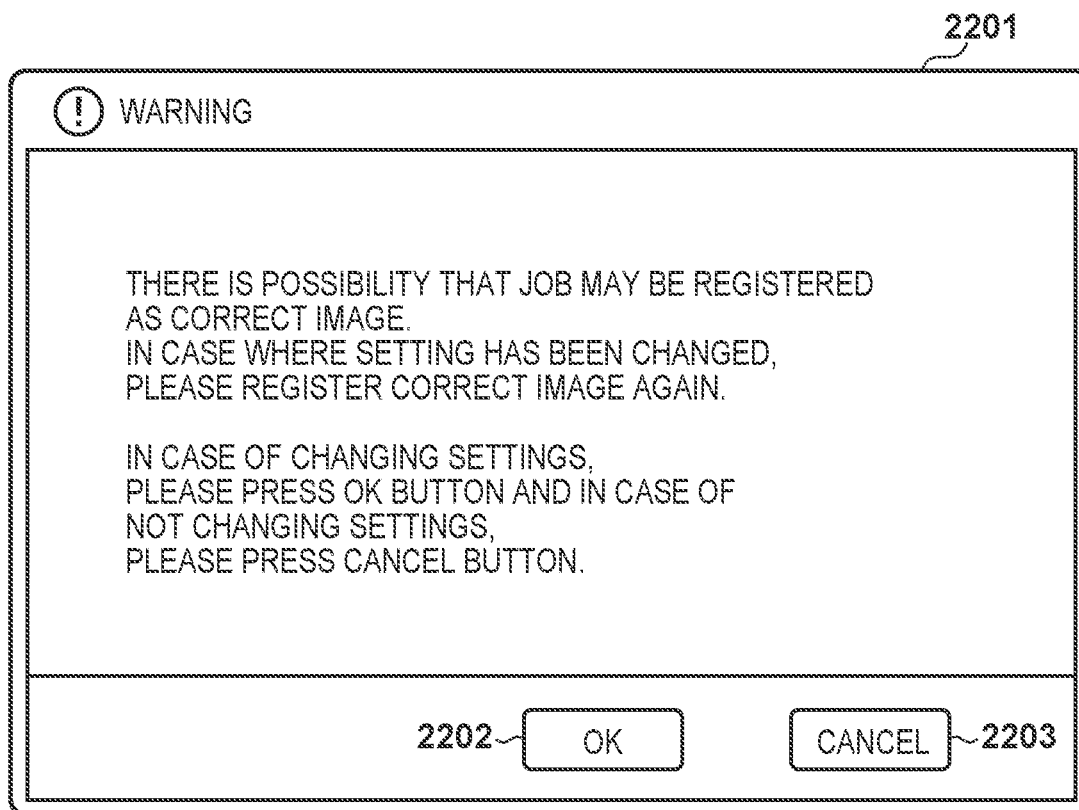 2201
! WARNING
THERE IS POSSIBILITY THAT JOB MAY BE REGISTERED
AS CORRECT IMAGE.
IN CASE WHERE SETTING HAS BEEN CHANGED,
PLEASE REGISTER CORRECT IMAGE AGAIN.
IN CASE OF CHANGING SETTINGS,
PLEASE PRESS OK BUTTON AND IN CASE OF
NOT CHANGING SETTINGS,
PLEASE PRESS CANCEL BUTTON.
2202 OK CANCEL 2203